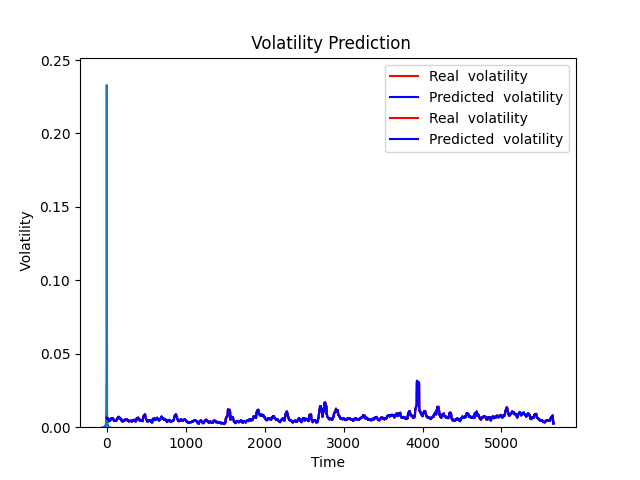 Volatility Prediction
0.25
0.20
0.15
0.10
0.05
0.00
Volatility
Real  volatility
Predicted  volatility
Real  volatility
Predicted  volatility
0 1000 2000 3000 4000 5000
Time